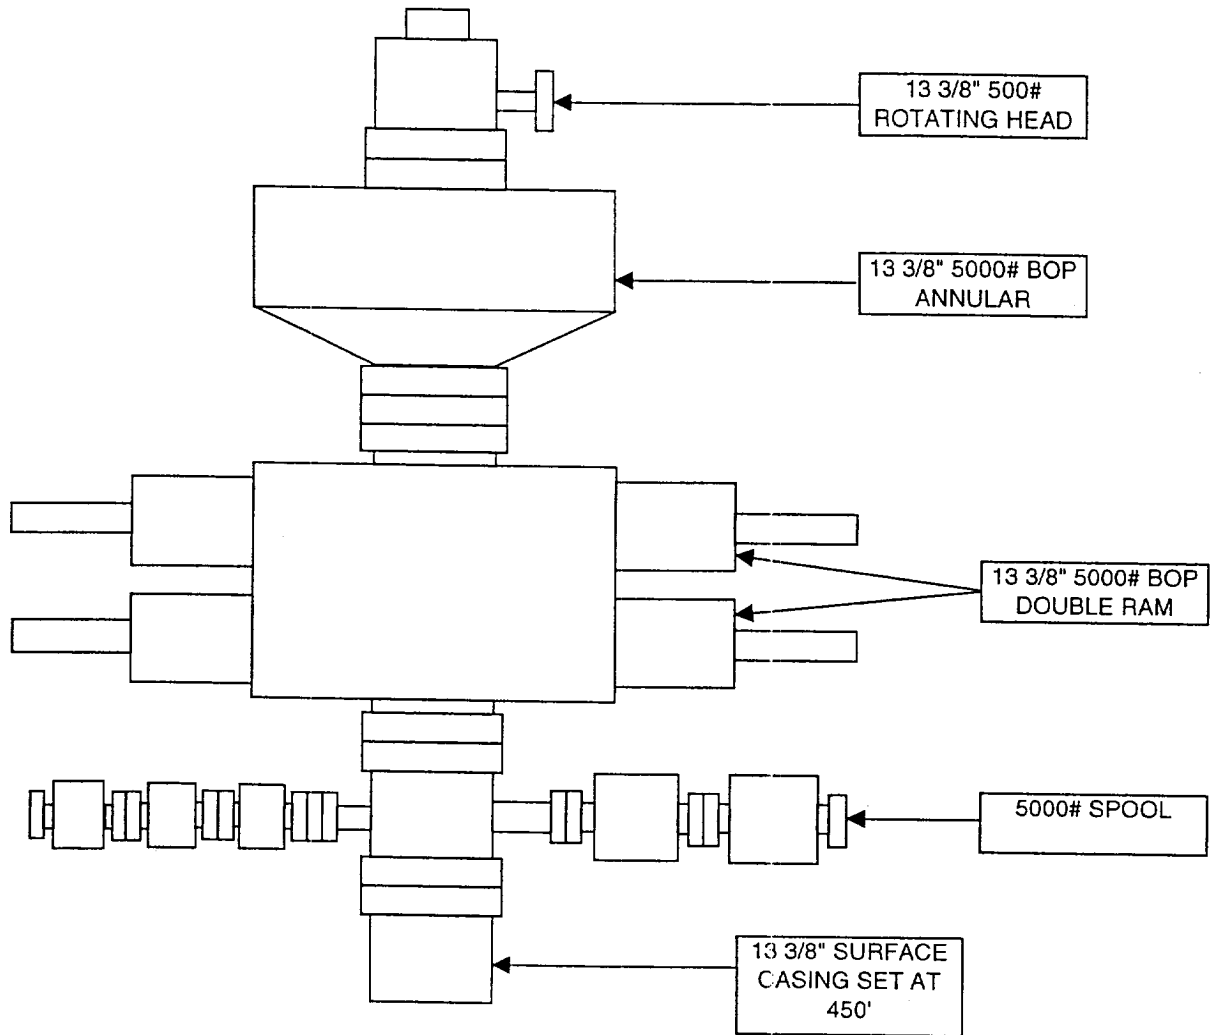 13 3/8" 500#
ROTATING HEAD
13 3/8" 5000# BOP
ANNULAR
13 3/8" 5000# BOP
DOUBLE RAM
5000# SPOOL
13 3/8" SURFACE
CASING SET AT
450'